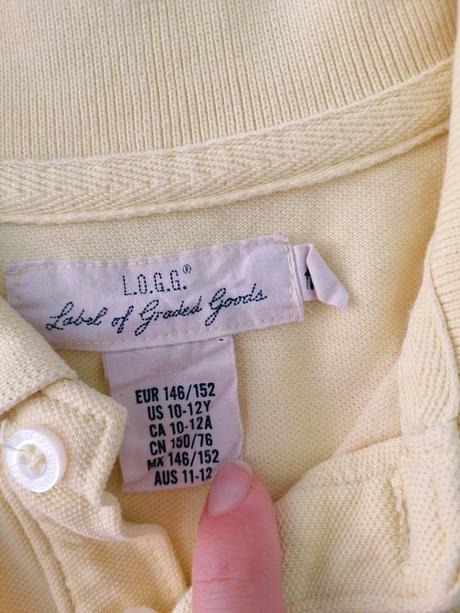 L.O.G.G.®
Label of Graded Goods
EUR 146/152
US 10-12Y
CA 10-12A
CN 150/76
MX 146/152
AUS 11-12